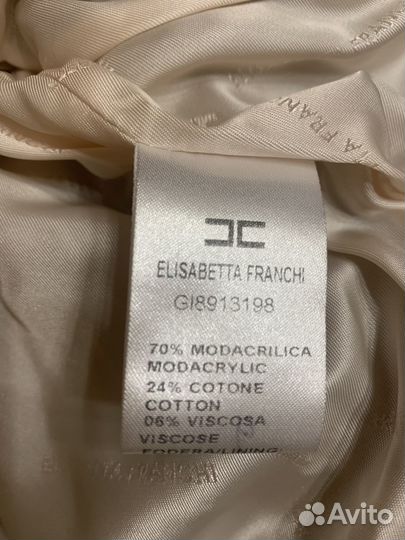 ELISABETTA FRANCHI
GI8913198
70% MODACRILICA
MODACRYLIC
24% COTONE
COTTON
06% VISCOSA
VISCOSE
FODERA/LINING
Avito